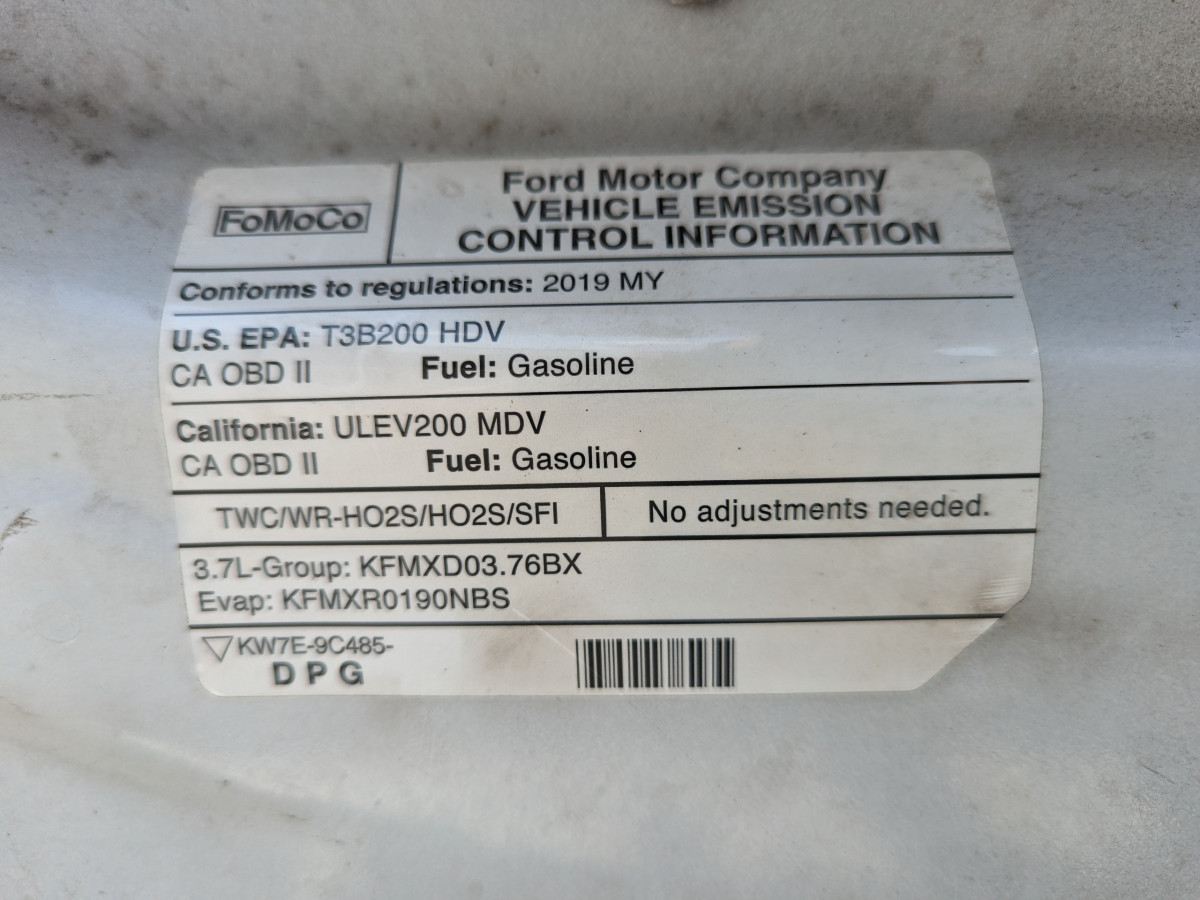 FoMoCo
Ford Motor Company
VEHICLE EMISSION
CONTROL INFORMATION
Conforms to regulations: 2019 MY
U.S. EPA: T3B200 HDV
CA OBD II Fuel: Gasoline
California: ULEV200 MDV
CA OBD II Fuel: Gasoline
TWC/WR-HO2S/HO2S/SFI
No adjustments needed.
3.7L-Group: KFMXD03.76BX
Evap: KFMXR0190NBS
KW7E-9C485-
D P G